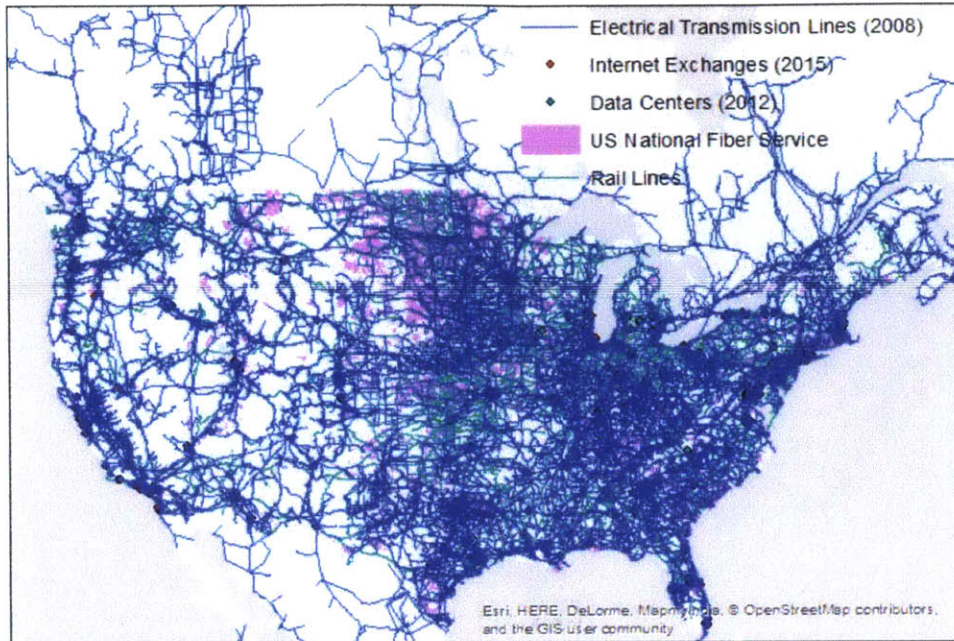 Electrical Transmission Lines (2008)
Internet Exchanges (2015)
Data Centers (2012)
US National Fiber Service
Rail Lines
Esri, HERE, DeLorme, MapmyIndia, © OpenStreetMap contributors,
and the GIS user community